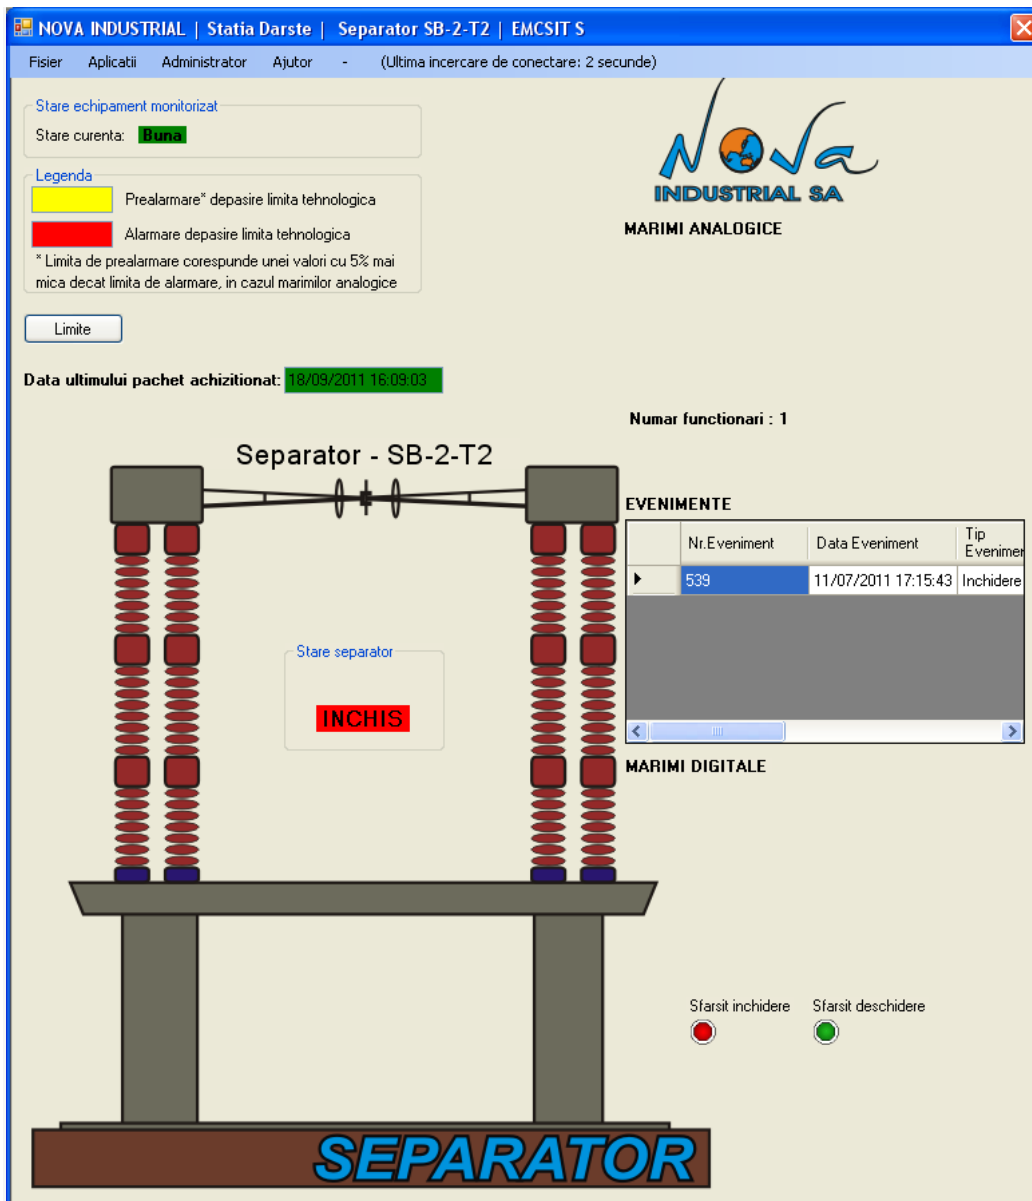 NOVA INDUSTRIAL | Statia Darste | Separator SB-2-T2 | EMCSIT S
Fisier Aplicatii Administrator Ajutor - (Ultima incercare de conectare: 2 secunde)
Stare echipament monitorizat
Stare curenta: Buna
Legenda
Prealarmare* depasire limita tehnologica
Alarmare depasire limita tehnologica
* Limita de prealarmare corespunde unei valori cu 5% mai
mica decat limita de alarmare, in cazul marimilor analogice
Limite
Data ultimului pachet achizitionat: 18/09/2011 16:09:03
Nova
INDUSTRIAL SA
MARIMI ANALOGICE
Numar functionari : 1
Separator - SB-2-T2
Stare separator
INCHIS
EVENIMENTE
Nr.Eveniment Data Eveniment Tip
Evenimer
539 11/07/2011 17:15:43 Inchidere
MARIMI DIGITALE
Sfarsit inchidere Sfarsit deschidere
SEPARATOR